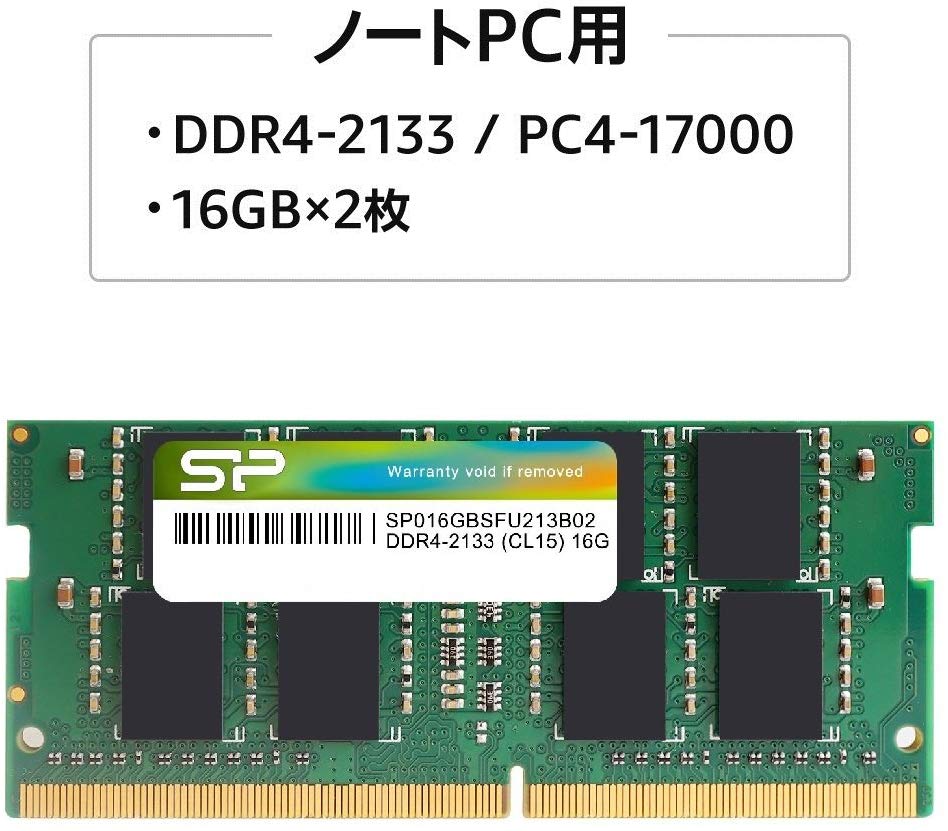 ノートPC用
・DDR4-2133 / PC4-17000
・16GB×2枚
SP
Warranty void if removed
SP016GBSFU213B02
DDR4-2133 (CL15) 16G